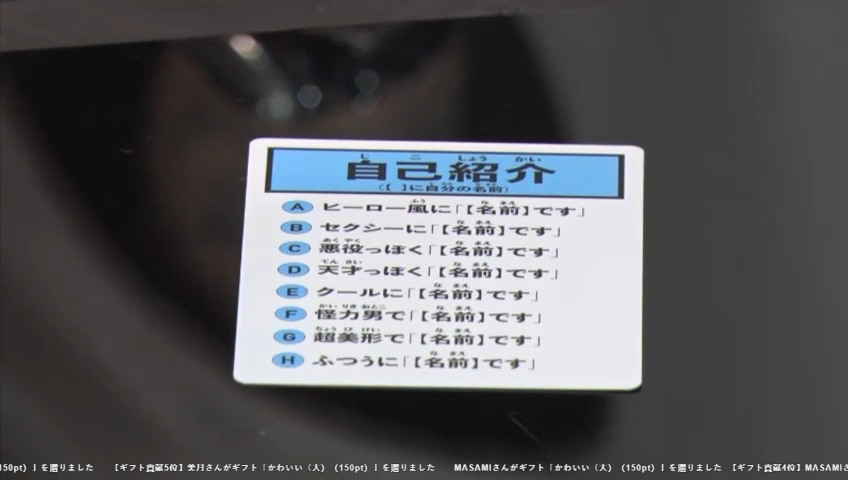 自己紹介
(【 】に自分の名前)
A ヒーロー風に「【名前】です」
B セクシーに「【名前】です」
C 悪役っぽく「【名前】です」
D 天才っぽく「【名前】です」
E クールに「【名前】です」
F 怪力男で「【名前】です」
G 超美形で「【名前】です」
H ふつうに「【名前】です」
150pt) 」を贈りました 【ギフト貢献5位】美月さんがギフト「かわいい(大) (150pt) 」を贈りました MASAMIさんがギフト「かわいい(大) (150pt) 」を贈りました 【ギフト貢献4位】MASAMIさ